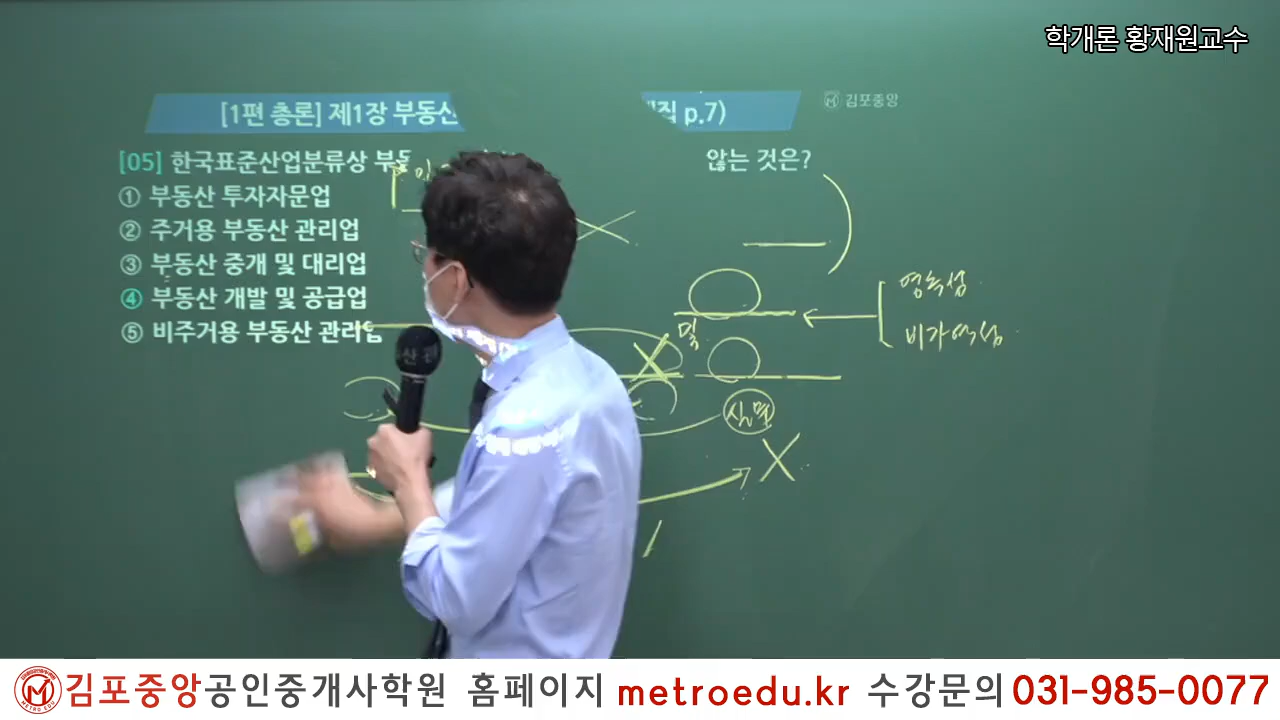 학개론 황재원교수
[1편 총론] 제1장 부동산 집 p.7)
김포중앙
[05] 한국표준산업분류상 부동 않는 것은?
① 부동산 투자자문업
② 주거용 부동산 관리업
③ 부동산 중개 및 대리업
④ 부동산 개발 및 공급업
⑤ 비주거용 부동산 관리업
영속성
및
비가역성
김포중앙공인중개사학원 홈페이지 metroedu.kr 수강문의 031-985-0077